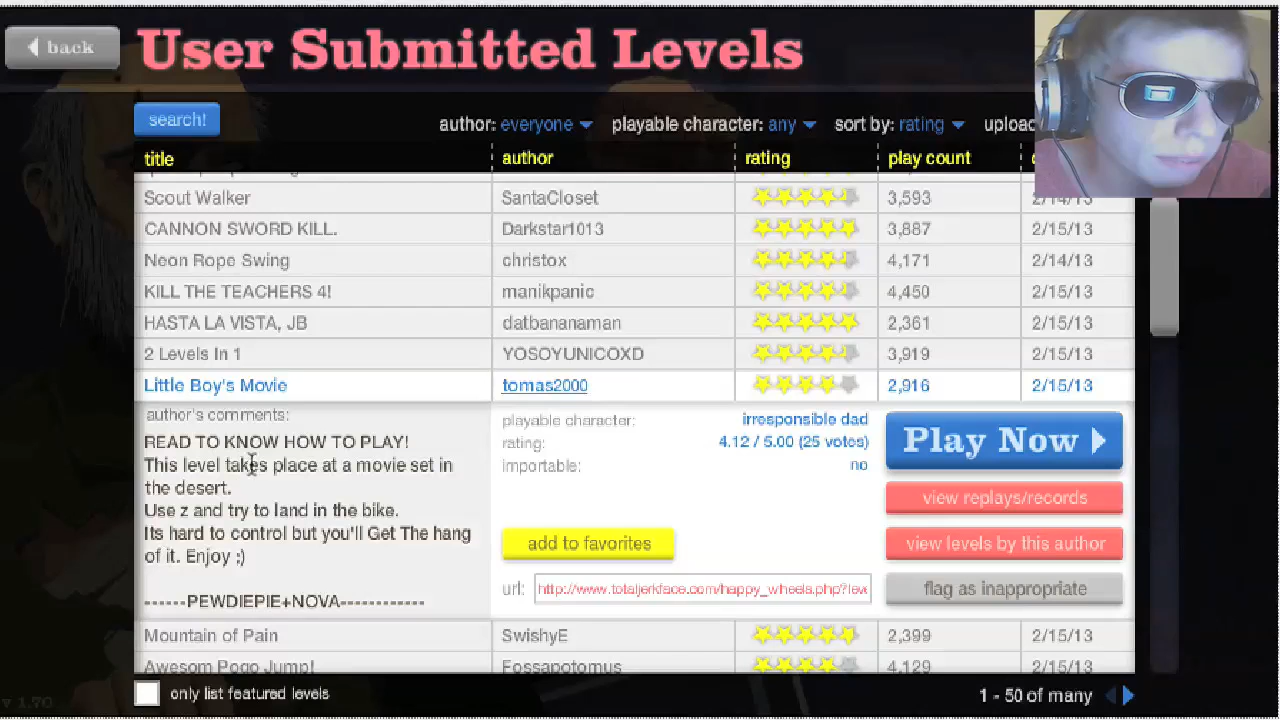 back
User Submitted Levels
search!
author: everyone playable character: any sort by: rating
title author rating play count
Scout Walker SantaCloset 3,593 2/14/13
CANNON SWORD KILL. Darkstar1013 3,887 2/15/13
Neon Rope Swing christox 4,171 2/14/13
KILL THE TEACHERS 4! manikpanic 4,450 2/15/13
HASTA LA VISTA, JB datbananaman 2,361 2/15/13
2 Levels In 1 YOSOYUNICOXD 3,919 2/15/13
Little Boy's Movie tomas2000 2,916 2/15/13
author's comments:
READ TO KNOW HOW TO PLAY!
This level takes place at a movie set in
the desert.
Use z and try to land in the bike.
Its hard to control but you'll Get The hang
of it. Enjoy ;)
------PEWDIEPIE+NOVA------------
playable character: irresponsible dad
rating: 4.12 / 5.00 (25 votes)
importable: no
add to favorites
url: http://www.totaljerkface.com/happy_wheels.php?leve
Play Now
view replays/records
view levels by this author
flag as inappropriate
Mountain of Pain SwishyE 2,399 2/15/13
Awesom Pogo Jump! Fossapotomus 4,129 2/15/13
only list featured levels
1 - 50 of many
v 1.70